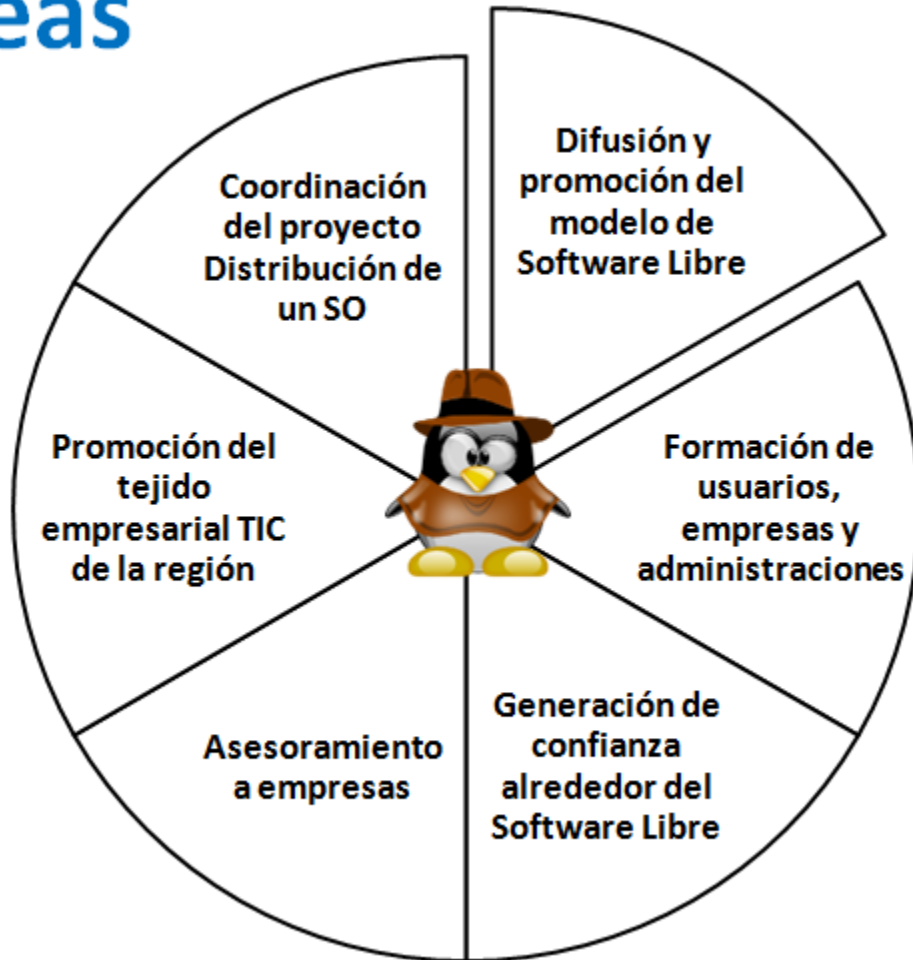 eas
Difusión y
promoción del
modelo de
Software Libre
Formación de
usuarios,
empresas y
administraciones
Generación de
confianza
alrededor del
Software Libre
Asesoramiento
a empresas
Promoción del
tejido
empresarial TIC
de la región
Coordinación
del proyecto
Distribución de
un SO